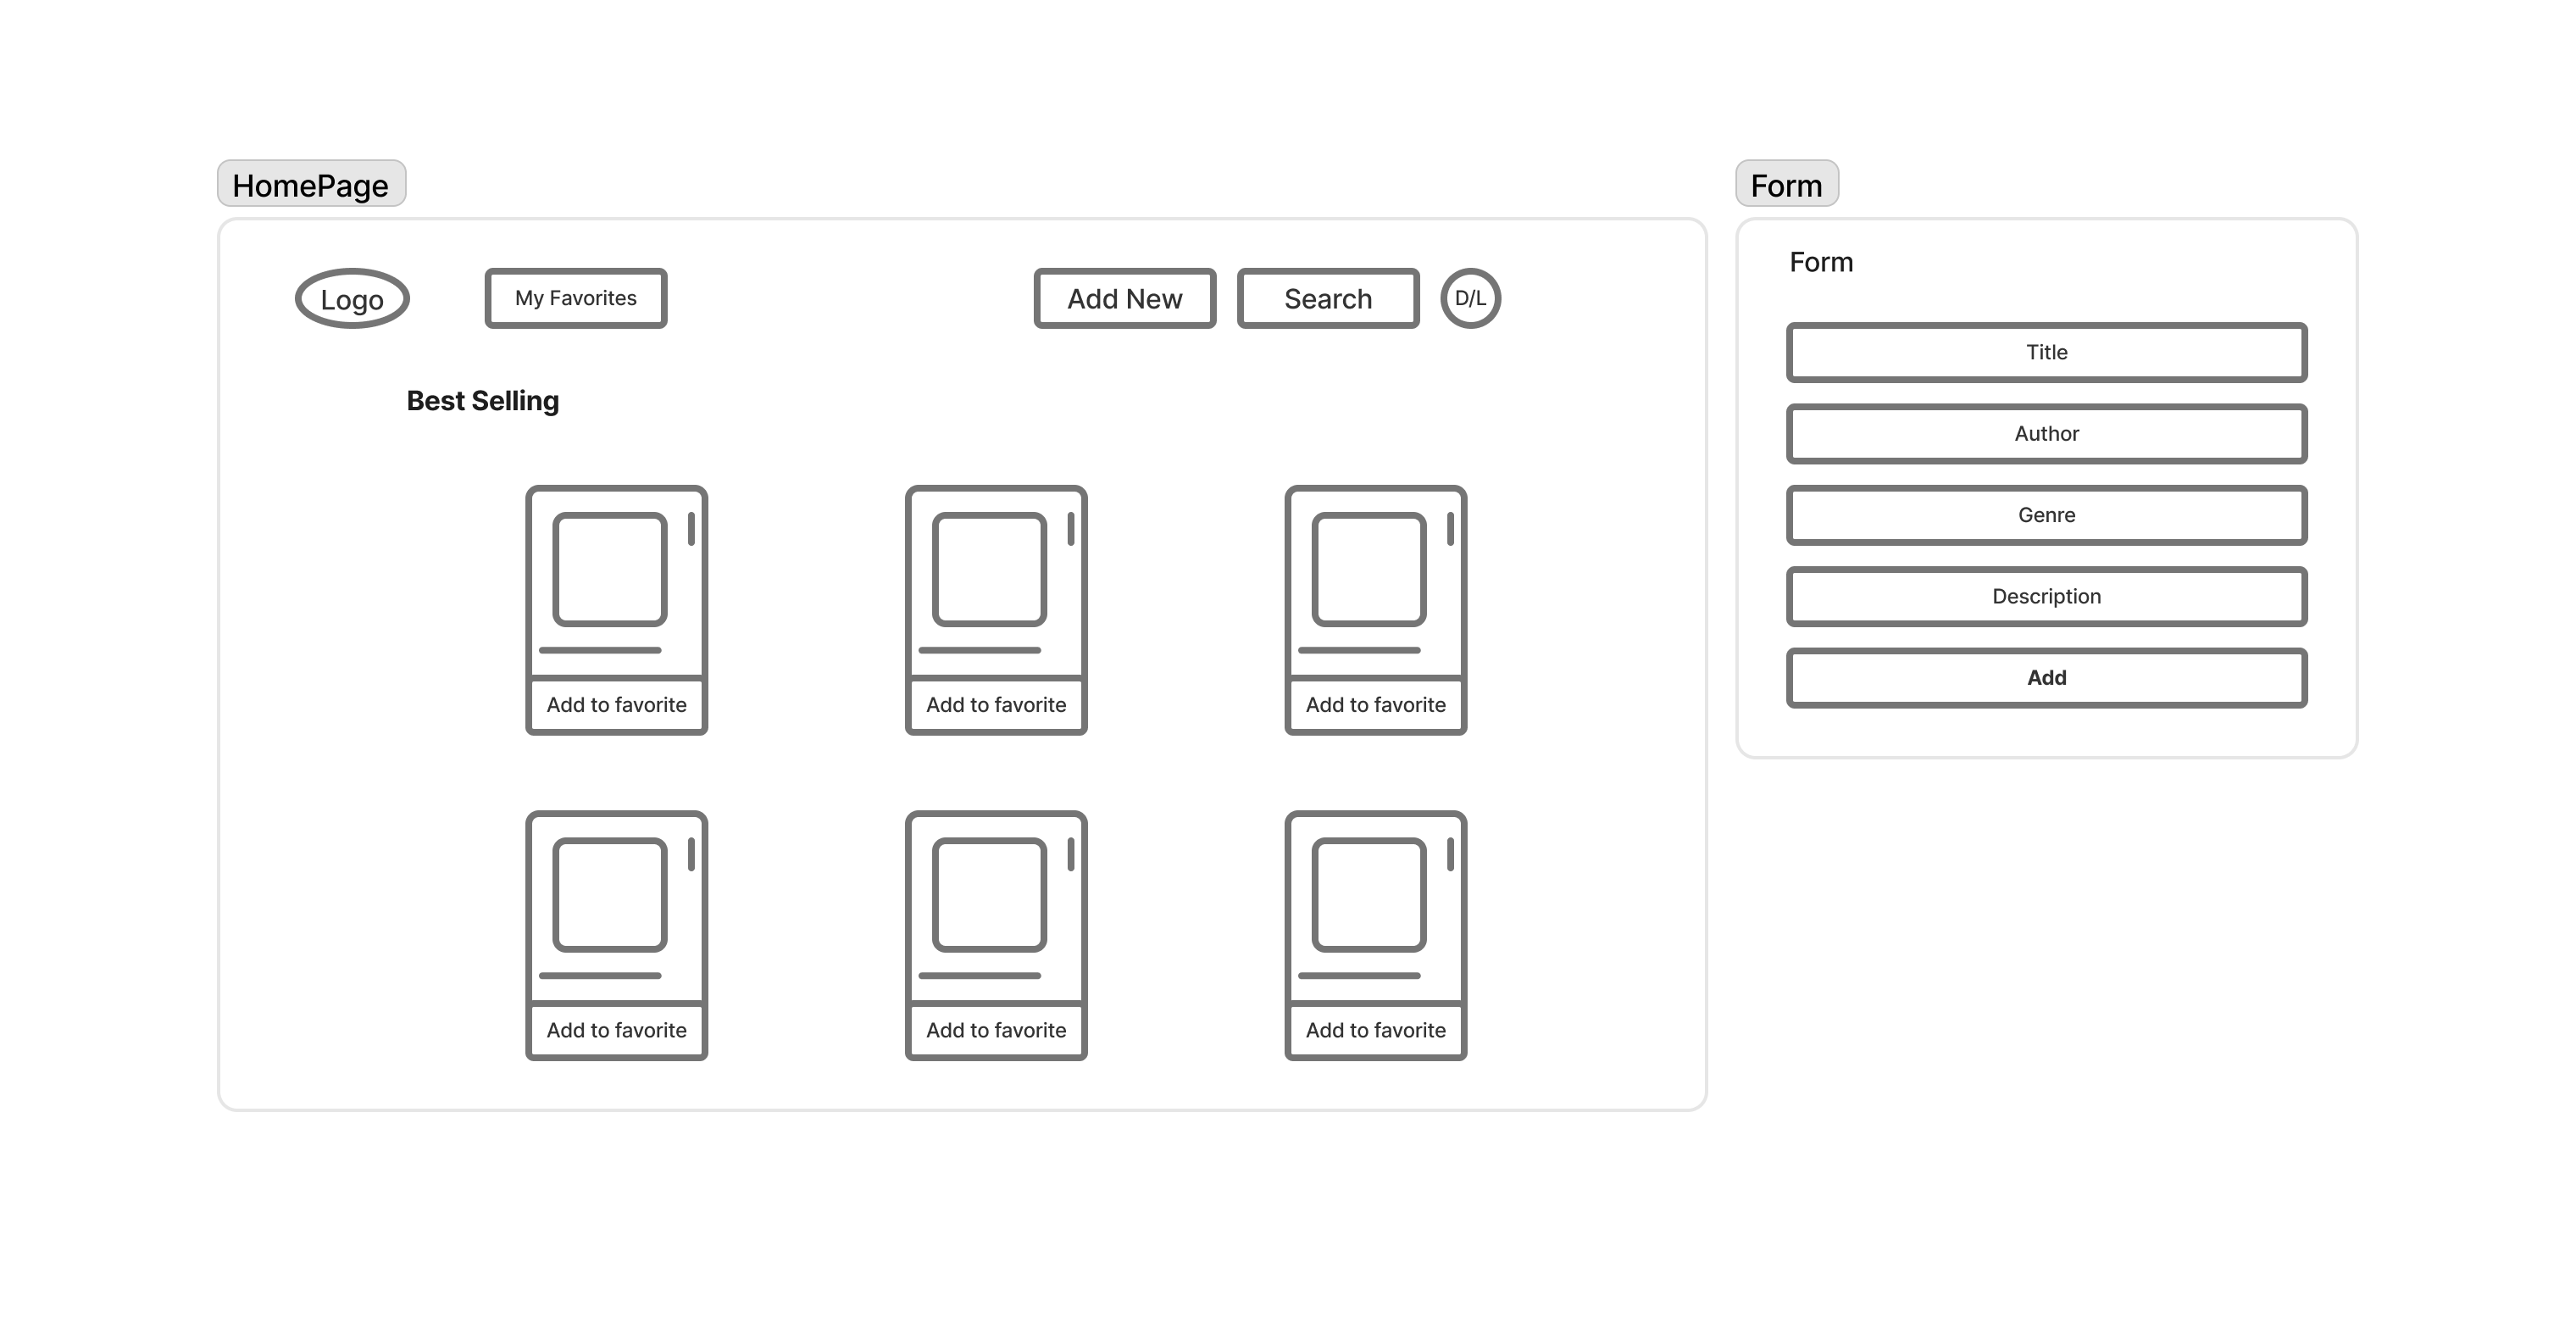 HomePage
Logo
My Favorites
Add New
Search
D/L
Best Selling
Add to favorite
Add to favorite
Add to favorite
Add to favorite
Add to favorite
Add to favorite
Form
Form
Title
Author
Genre
Description
Add